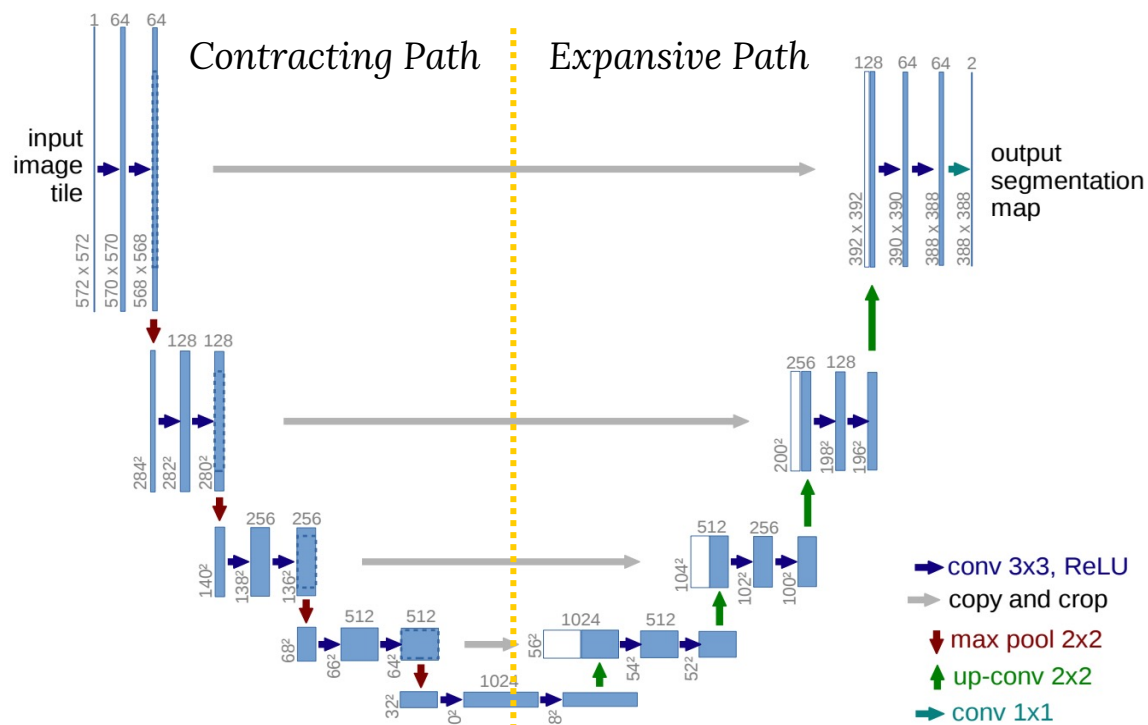 Contracting Path
Expansive Path
1 64 64
input
image
tile
572 x 572
570 x 570
568 x 568
128 64 64 2
output
segmentation
map
392 x 392
390 x 390
388 x 388
388 x 388
128 128
284²
282²
280²
256 128
200²
198²
196²
256 256
140²
138²
136²
512 256
104²
102²
100²
512 512
68²
66²
64²
1024 512
56²
54²
52²
1024
32²
0²
8²
conv 3x3, ReLU
copy and crop
max pool 2x2
up-conv 2x2
conv 1x1